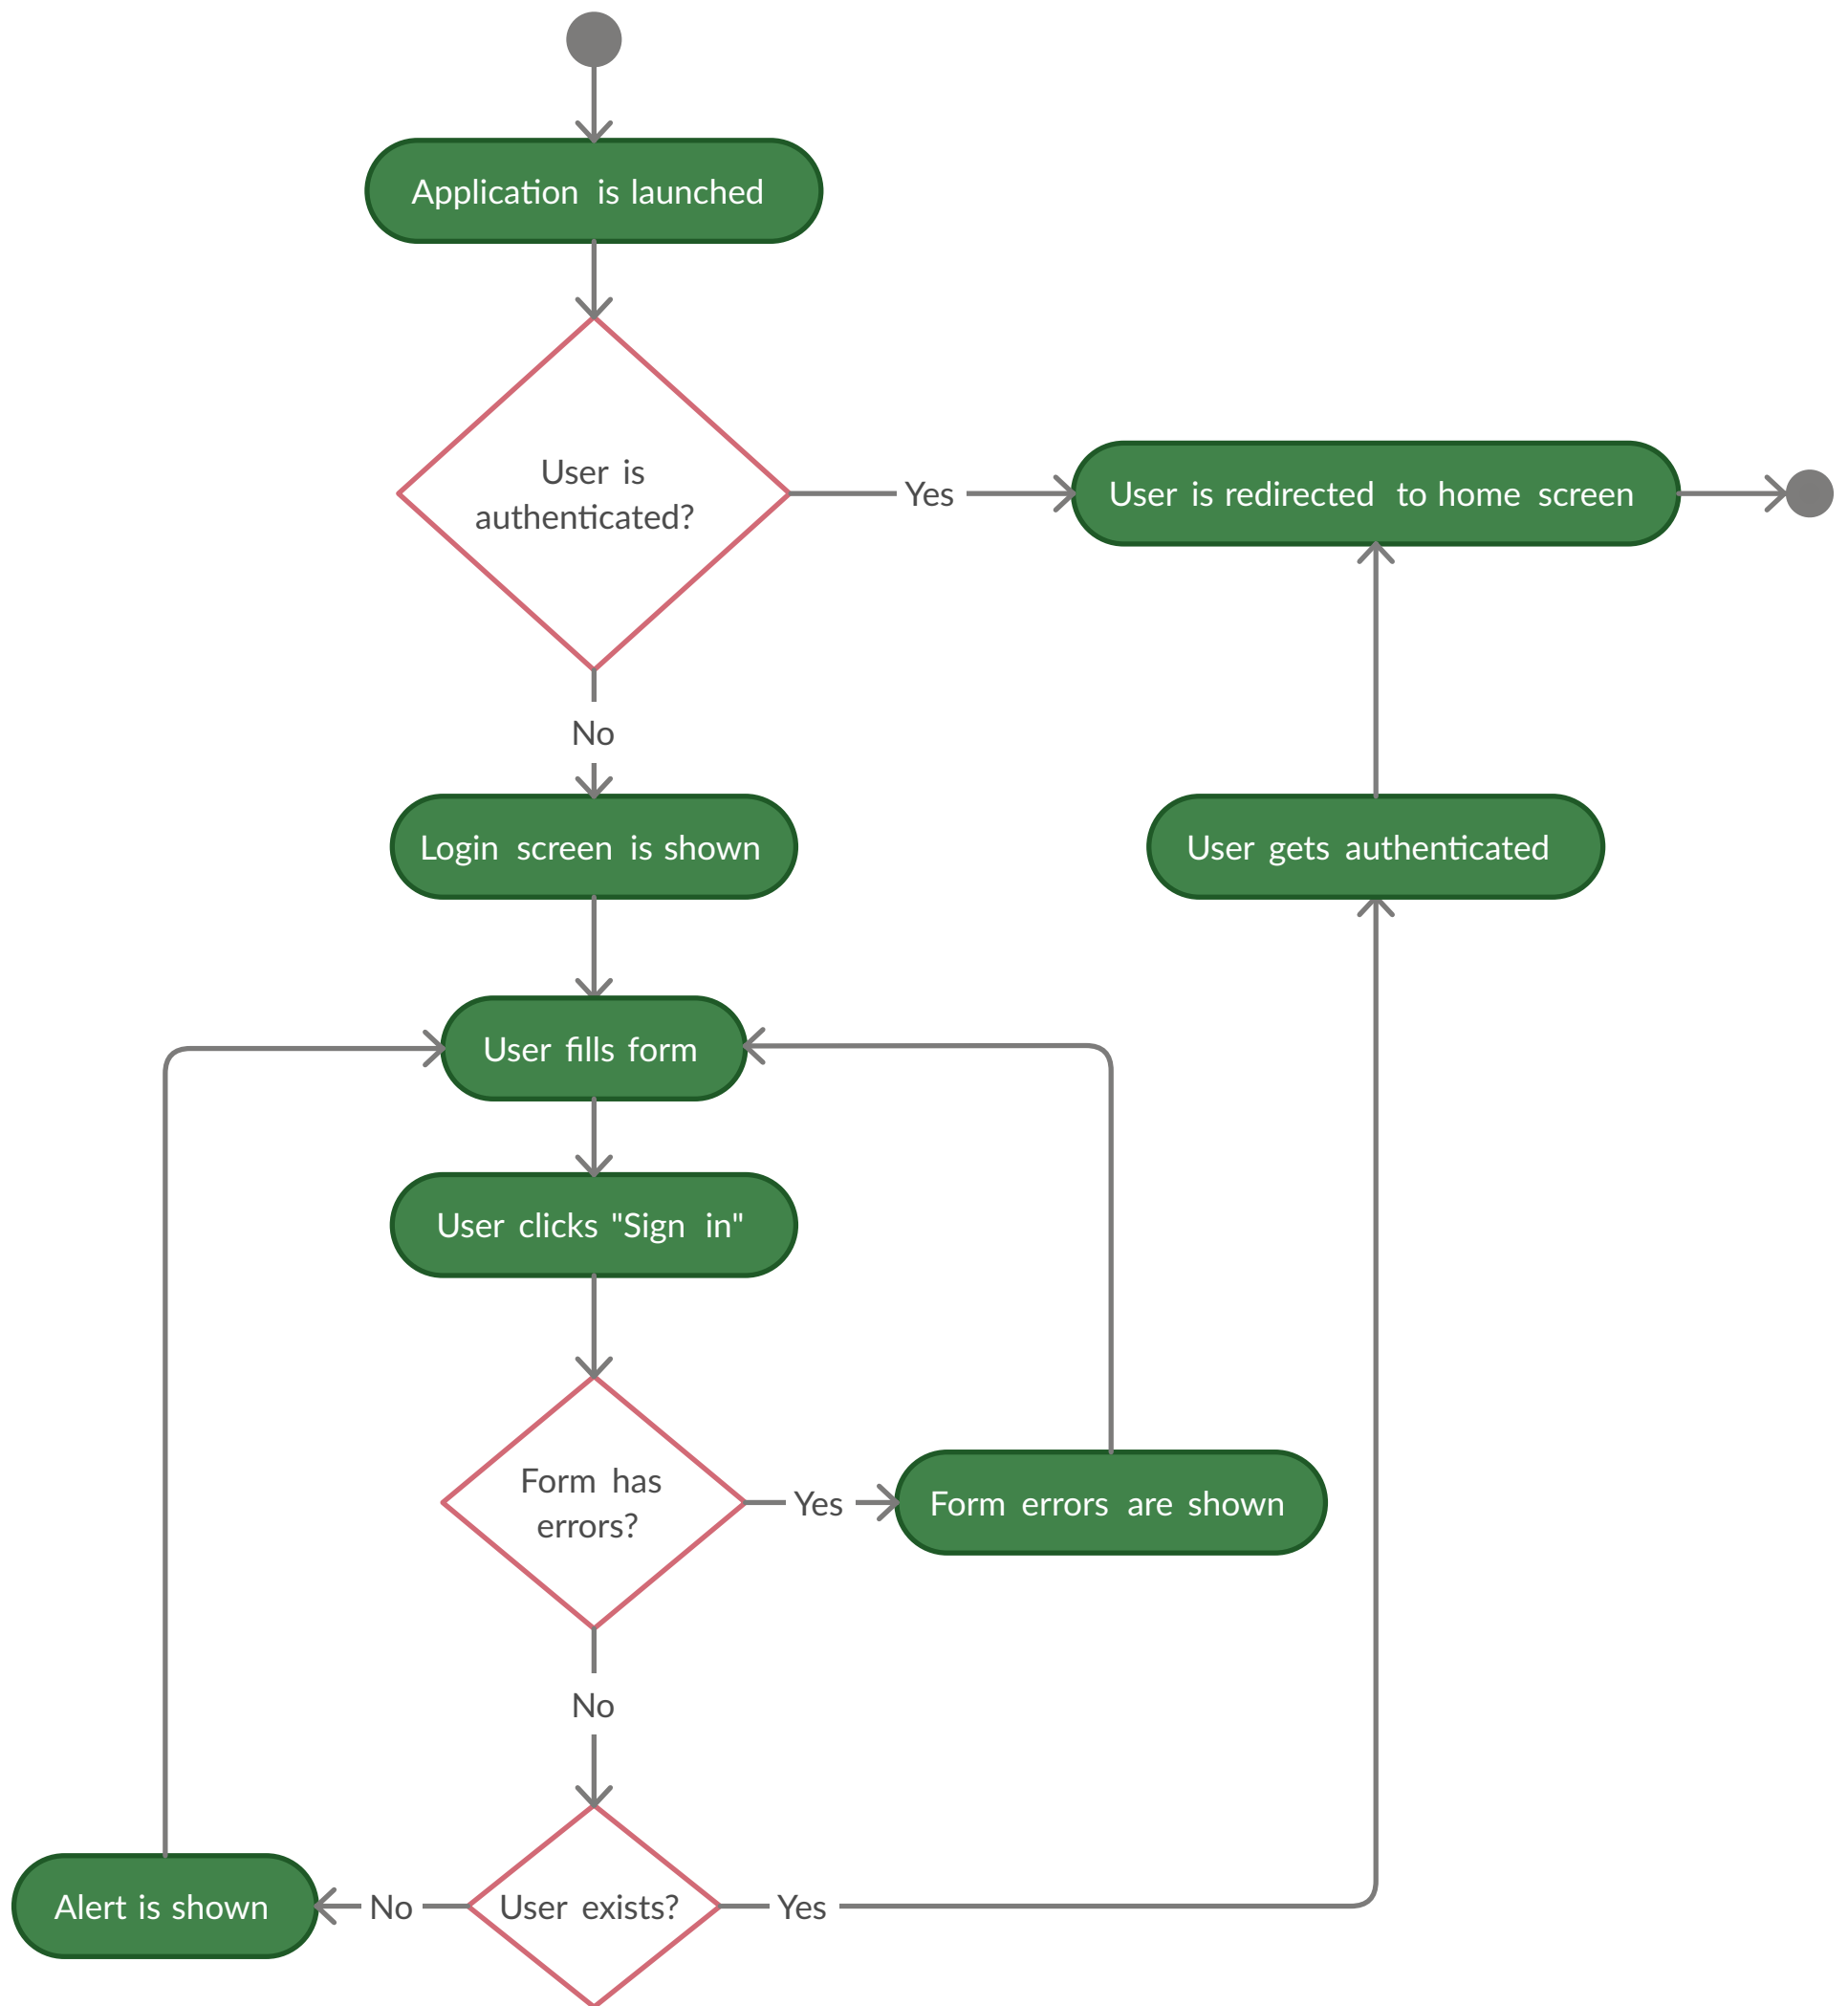 Application is launched
User is
authenticated?
Yes
User is redirected to home screen
No
Login screen is shown
User gets authenticated
User fills form
User clicks "Sign in"
Form has
errors?
Yes
Form errors are shown
No
Alert is shown
No
User exists?
Yes